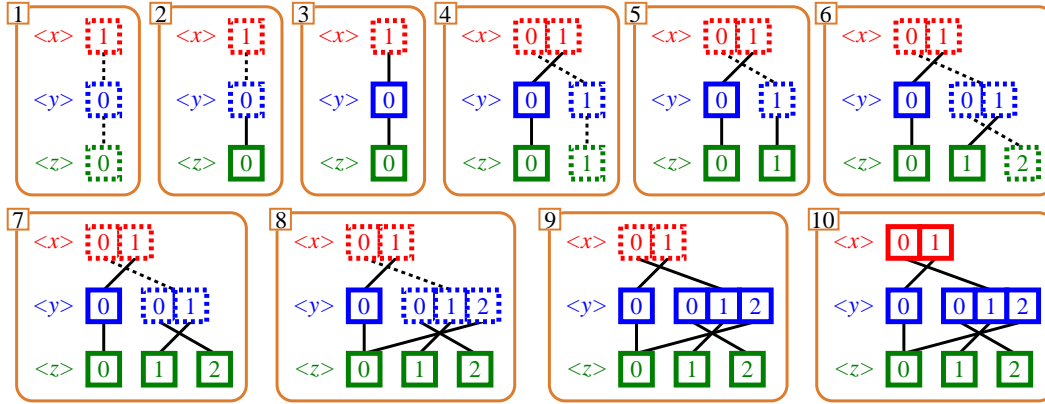 1
<x> 1
<y> 0
<z> 0
2
<x> 1
<y> 0
<z> 0
3
<x> 1
<y> 0
<z> 0
4
<x> 0 1
<y> 0 1
<z> 0 1
5
<x> 0 1
<y> 0 1
<z> 0 1
6
<x> 0 1
<y> 0 0 1
<z> 0 1 2
7
<x> 0 1
<y> 0 0 1
<z> 0 1 2
8
<x> 0 1
<y> 0 0 1 2
<z> 0 1 2
9
<x> 0 1
<y> 0 0 1 2
<z> 0 1 2
10
<x> 0 1
<y> 0 0 1 2
<z> 0 1 2